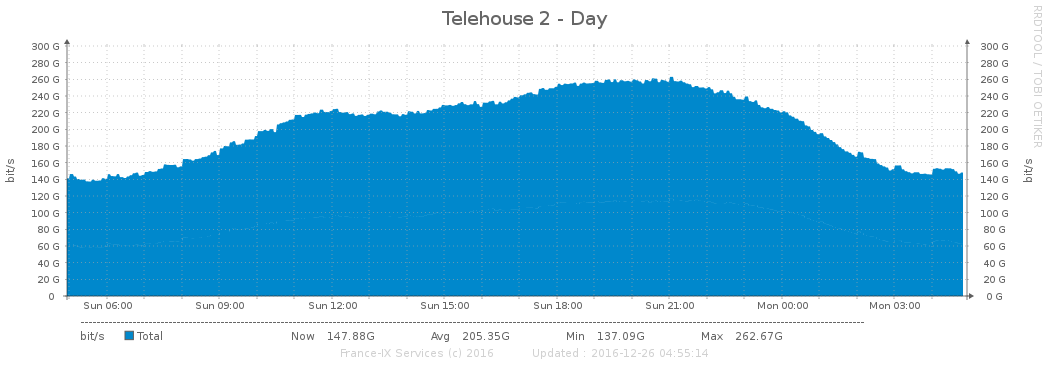 Telehouse 2 - Day
RRDTOOL / TOBI OETIKER
300 G 300 G
280 G 280 G
260 G 260 G
240 G 240 G
220 G 220 G
200 G 200 G
180 G 180 G
160 G 160 G
140 G 140 G
120 G 120 G
100 G 100 G
80 G 80 G
60 G 60 G
40 G 40 G
20 G 20 G
0 0 G
bit/s bit/s
Sun 06:00 Sun 09:00 Sun 12:00 Sun 15:00 Sun 18:00 Sun 21:00 Mon 00:00 Mon 03:00
bit/s Total Now 147.88G Avg 205.35G Min 137.09G Max 262.67G
France-IX Services (c) 2016 Updated : 2016-12-26 04:55:14